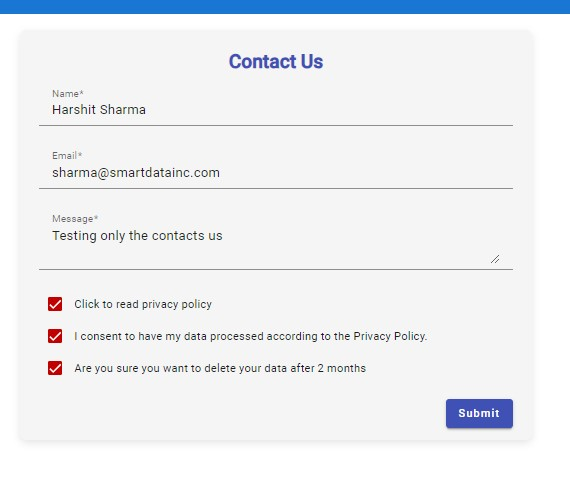 Contact Us
Name*
Harshit Sharma
Email*
sharma@smartdatainc.com
Message*
Testing only the contacts us
Click to read privacy policy
I consent to have my data processed according to the Privacy Policy.
Are you sure you want to delete your data after 2 months
Submit